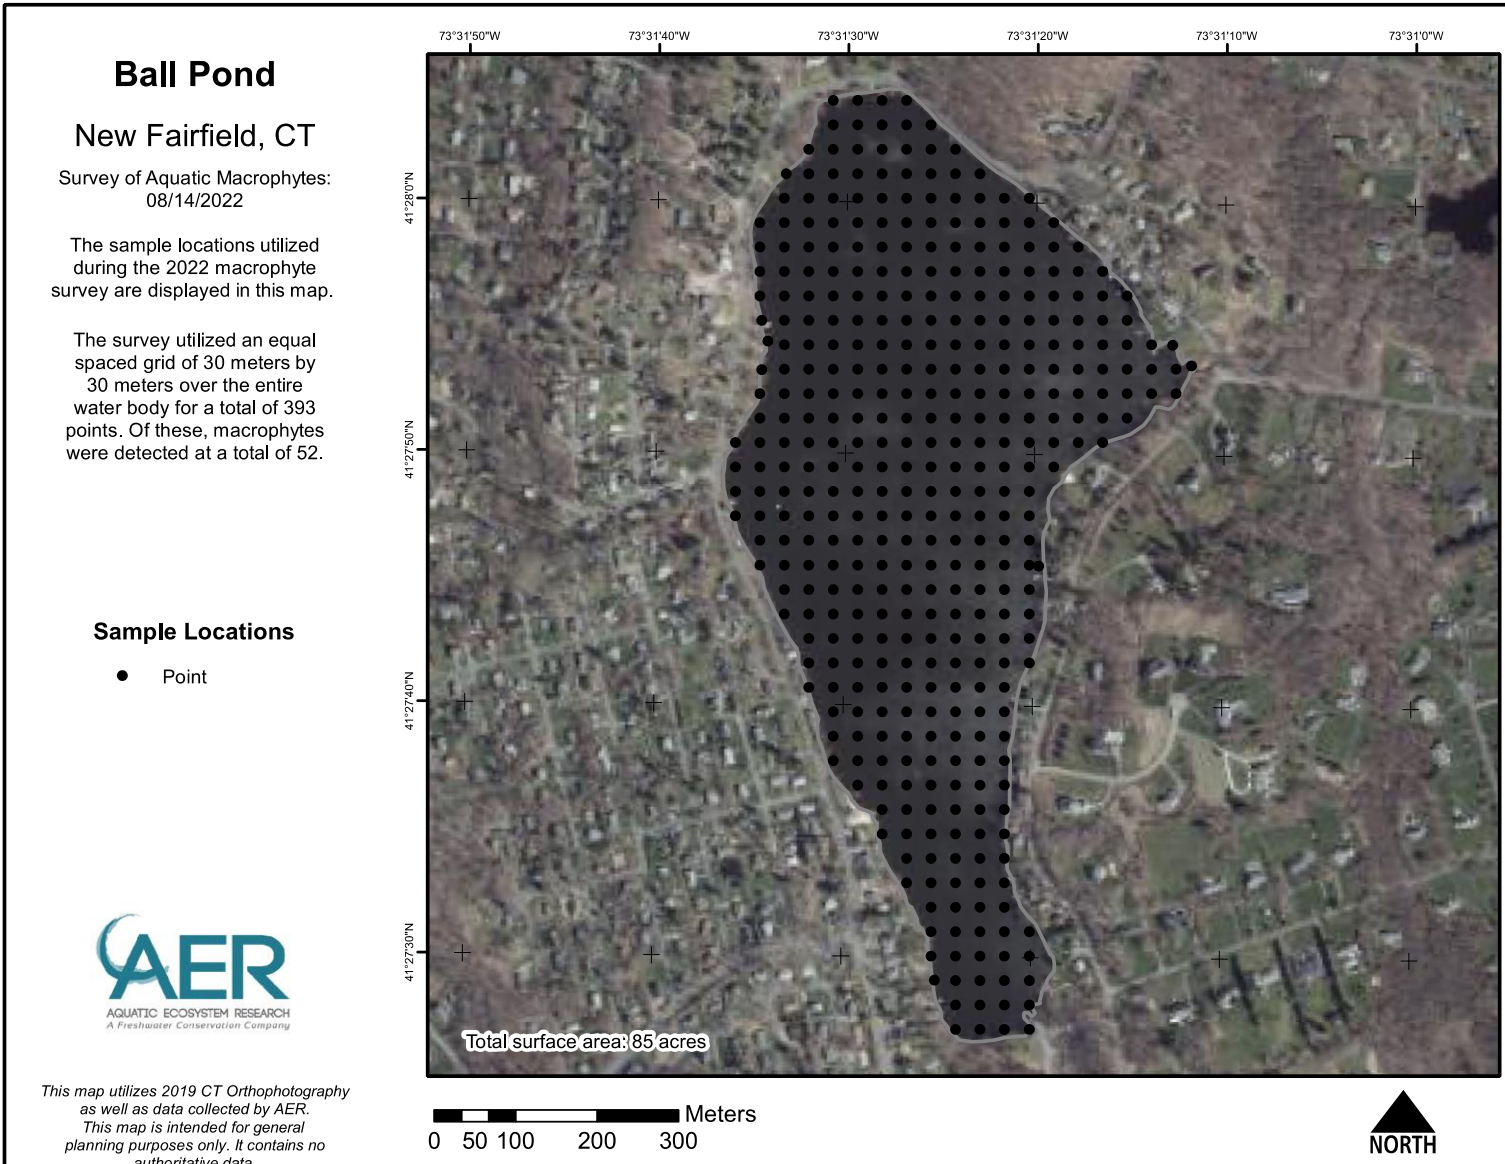 Ball Pond
New Fairfield, CT
Survey of Aquatic Macrophytes:
08/14/2022
The sample locations utilized
during the 2022 macrophyte
survey are displayed in this map.
The survey utilized an equal
spaced grid of 30 meters by
30 meters over the entire
water body for a total of 393
points. Of these, macrophytes
were detected at a total of 52.
Sample Locations
Point
AER
AQUATIC ECOSYSTEM RESEARCH
A Freshwater Conservation Company
This map utilizes 2019 CT Orthophotography
as well as data collected by AER.
This map is intended for general
planning purposes only. It contains no
authoritative data.
73°31'50"W 73°31'40"W 73°31'30"W 73°31'20"W 73°31'10"W 73°31'0"W
41°28'0"N
41°27'50"N
41°27'40"N
41°27'30"N
Total surface area: 85 acres
Meters
0 50 100 200 300
NORTH